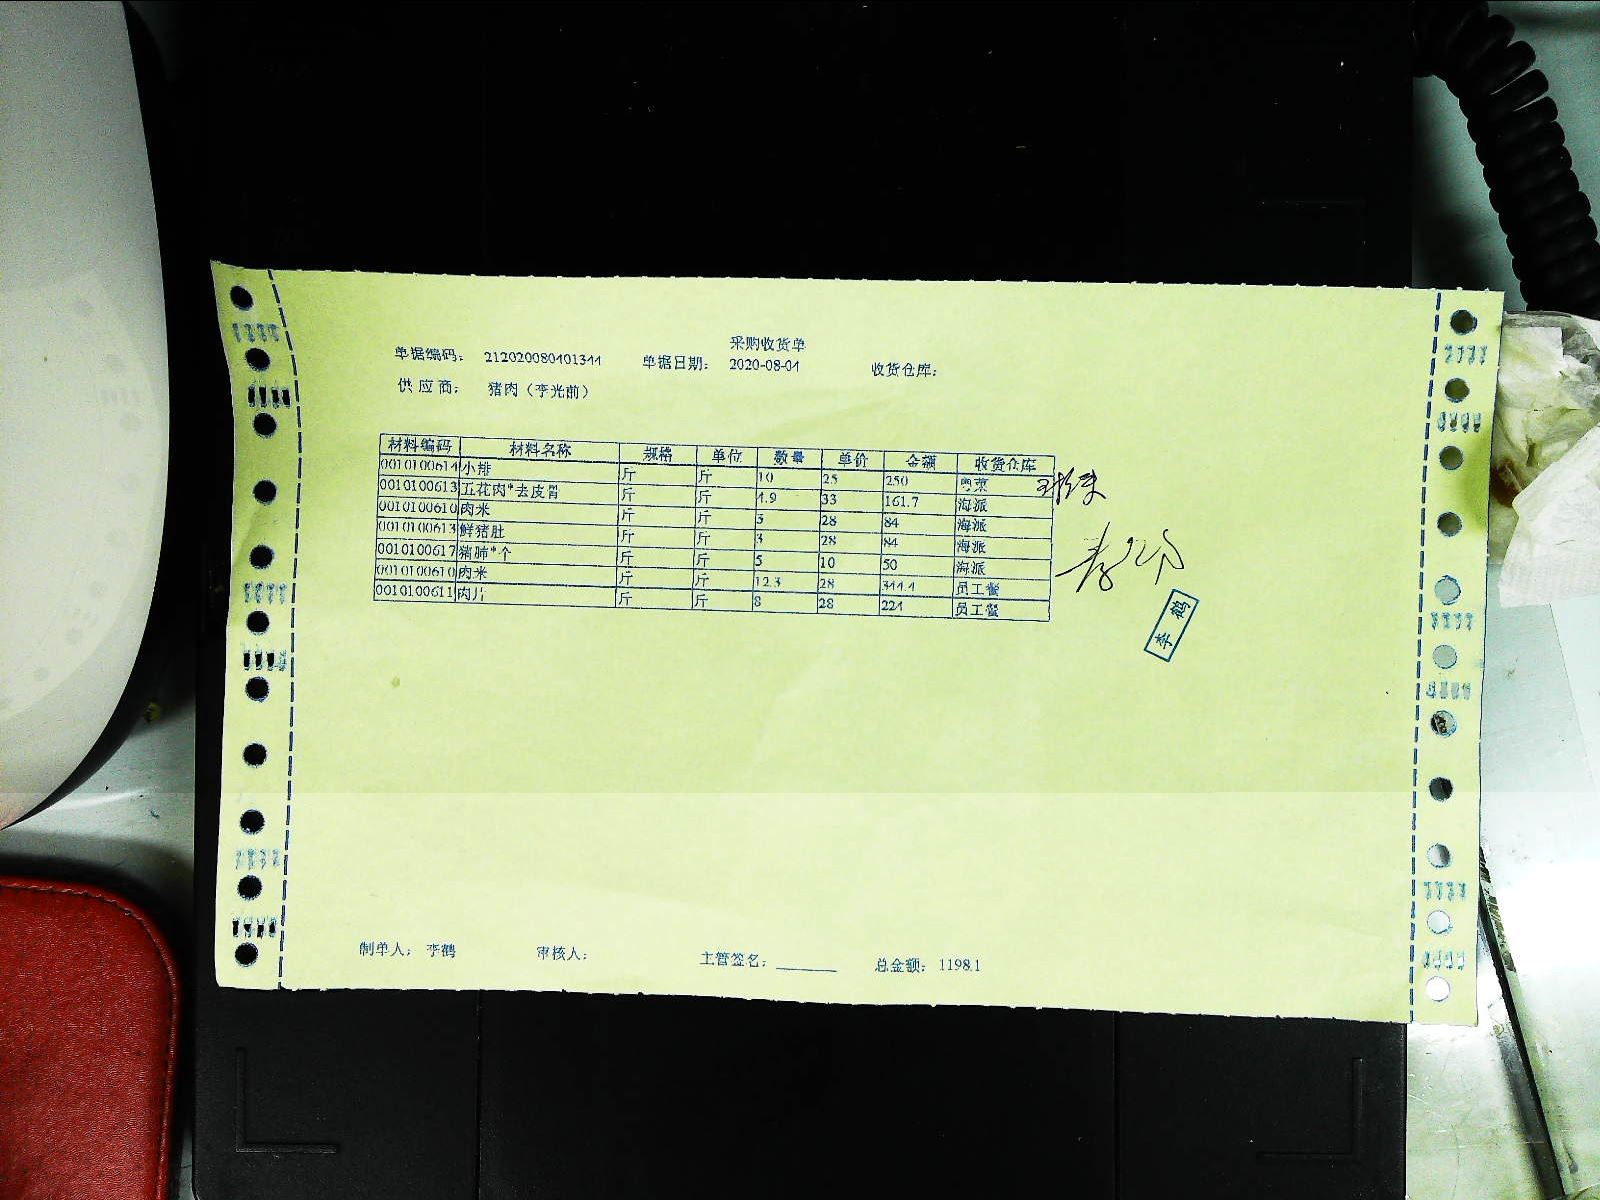 采购收货单
单据编码: 212020080401344 单据日期: 2020-08-04 收货仓库:
供应商: 猪肉（李光前）
材料编码 材料名称 规格 单位 数量 单价 金额 收货仓库
0010100614 小排 斤 斤 10 25 250 粤菜
0010100613 五花肉*去皮 斤 斤 4.9 33 161.7 海派
0010100610 肉米 斤 斤 3 28 84 海派
0010100613 鲜猪肚 斤 斤 3 28 84 海派
0010100617 猪肺*个 斤 斤 5 10 50 海派
0010100610 肉米 斤 斤 12.3 28 344.4 员工餐
0010100611 肉片 斤 斤 8 28 224 员工餐
李鹤
制单人: 李鹤 审核人: 主管签名: ______ 总金额: 1198.1